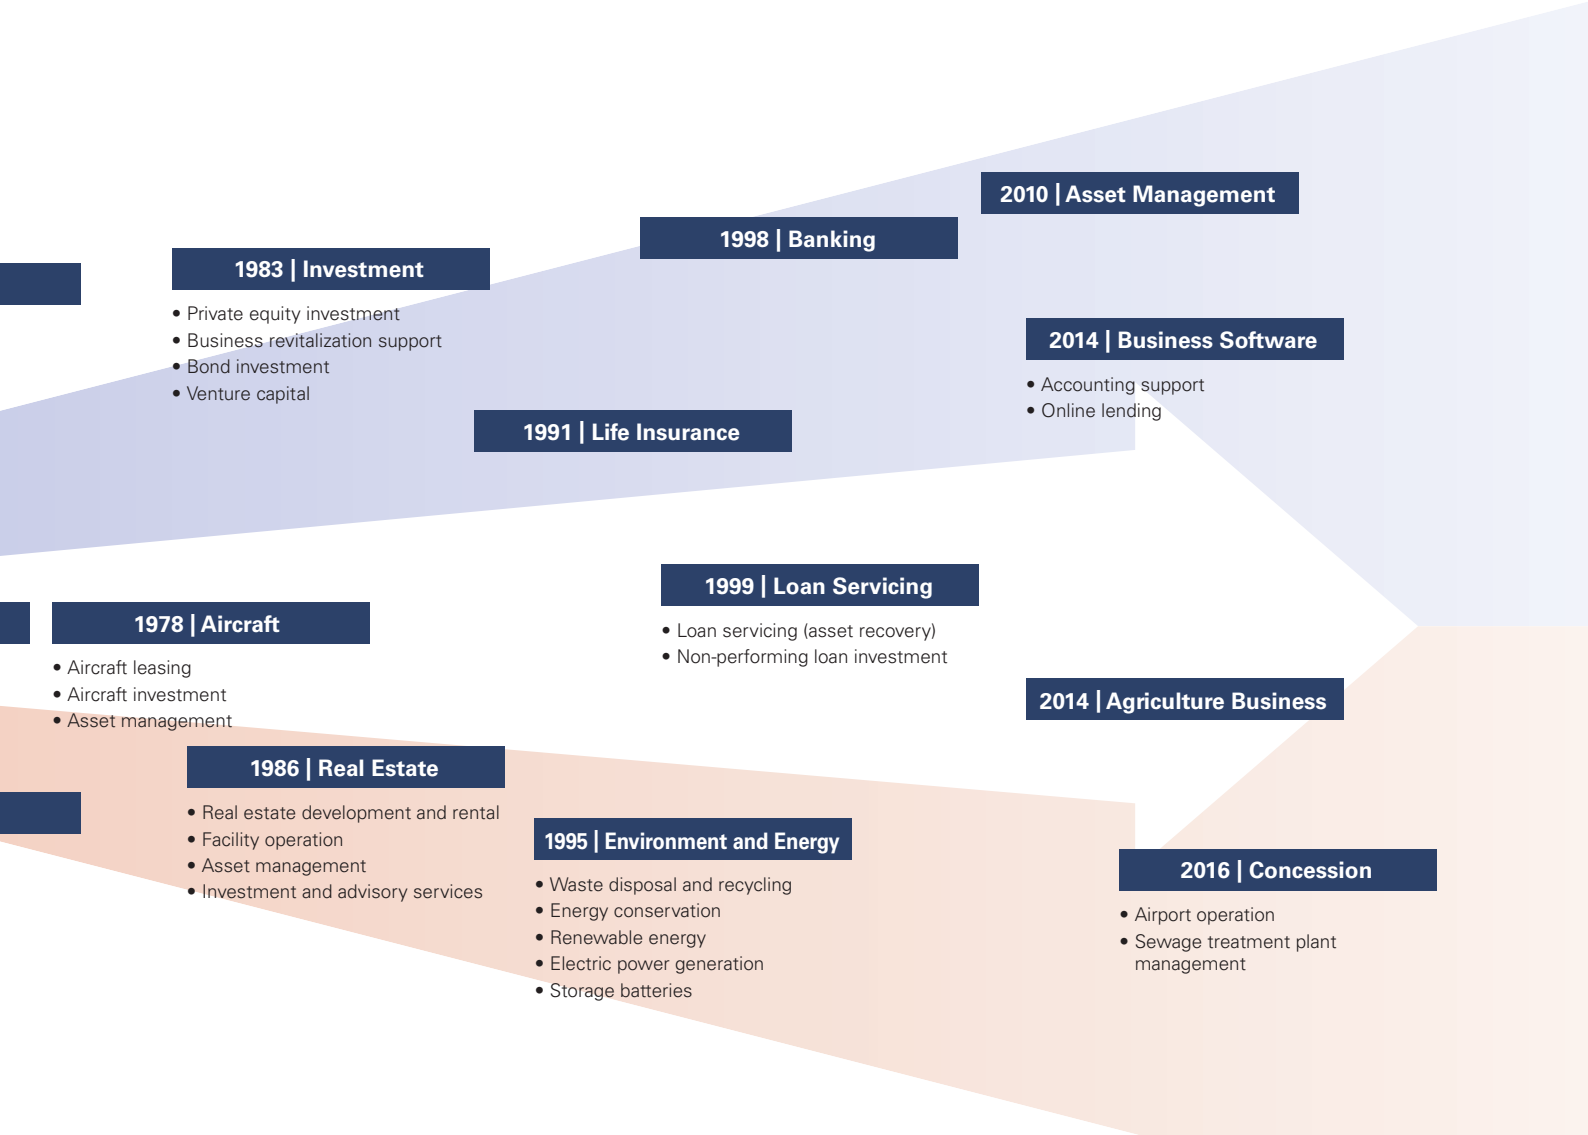 2010 | Asset Management
1998 | Banking
1983 | Investment
• Private equity investment
• Business revitalization support
• Bond investment
• Venture capital
2014 | Business Software
• Accounting support
• Online lending
1991 | Life Insurance
1999 | Loan Servicing
• Loan servicing (asset recovery)
• Non-performing loan investment
1978 | Aircraft
• Aircraft leasing
• Aircraft investment
• Asset management
2014 | Agriculture Business
1986 | Real Estate
• Real estate development and rental
• Facility operation
• Asset management
• Investment and advisory services
1995 | Environment and Energy
• Waste disposal and recycling
• Energy conservation
• Renewable energy
• Electric power generation
• Storage batteries
2016 | Concession
• Airport operation
• Sewage treatment plant
management